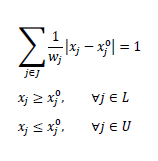 ∑_{j∈J} 1/w_j |x_j − x_j^0| = 1
x_j ≥ x_j^0. ∀j ∈ L
x_j ≤ x_j^0. ∀j ∈ U